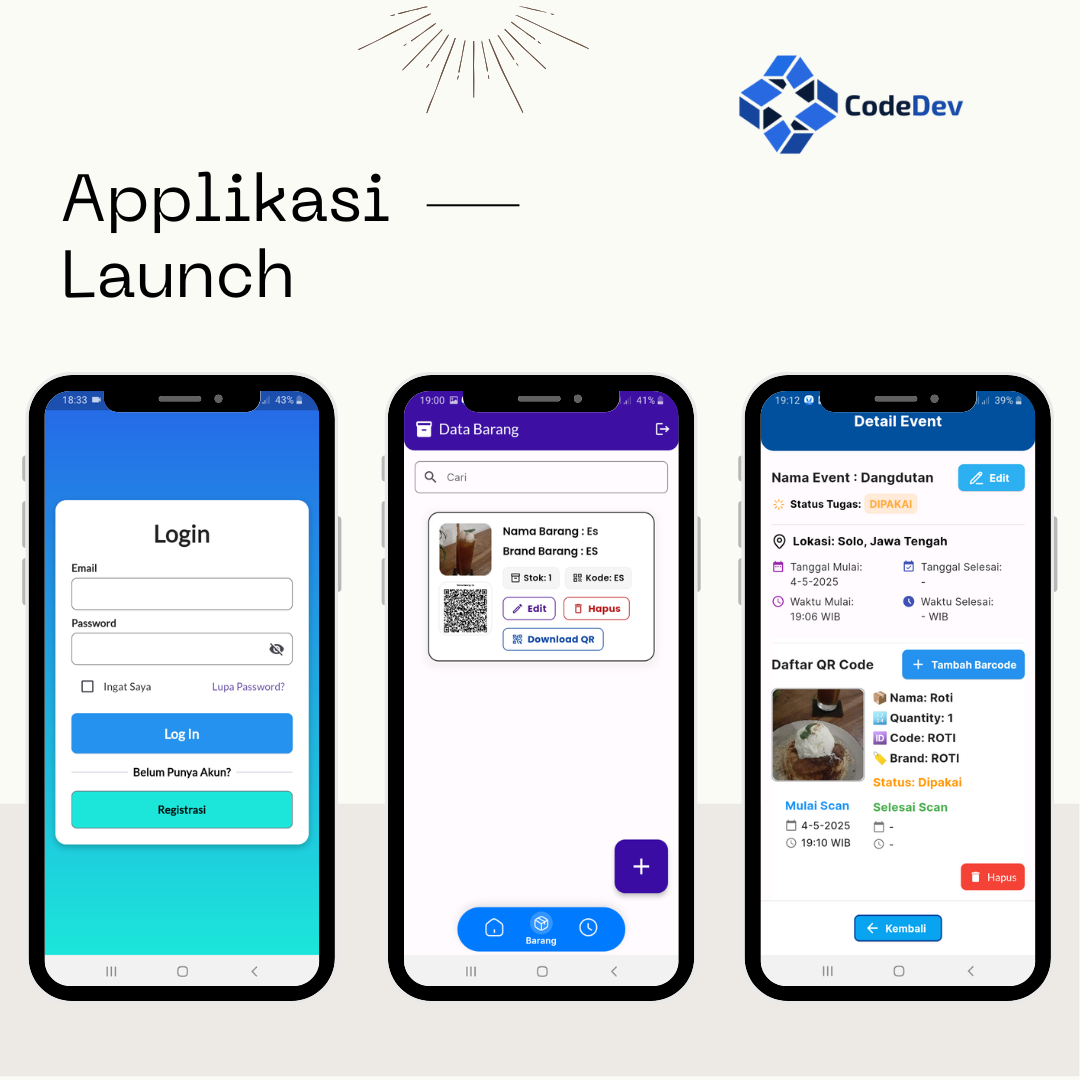 CodeDev
Applikasi
Launch
18:33
43%
Login
Email
Password
Ingat Saya
Lupa Password?
Log In
Belum Punya Akun?
Registrasi
19:00
41%
Data Barang
Cari
Nama Barang : Es
Brand Barang : ES
Stok: 1
Kode: ES
Edit
Hapus
Download QR
+
Barang
19:12
39%
Detail Event
Nama Event : Dangdutan
Edit
Status Tugas: DIPAKAI
Lokasi: Solo, Jawa Tengah
Tanggal Mulai:
4-5-2025
Tanggal Selesai:
-
Waktu Mulai:
19:06 WIB
Waktu Selesai:
- WIB
Daftar QR Code
+ Tambah Barcode
Nama: Roti
Quantity: 1
Code: ROTI
Brand: ROTI
Status: Dipakai
Mulai Scan
4-5-2025
19:10 WIB
Selesai Scan
-
-
Hapus
Kembali